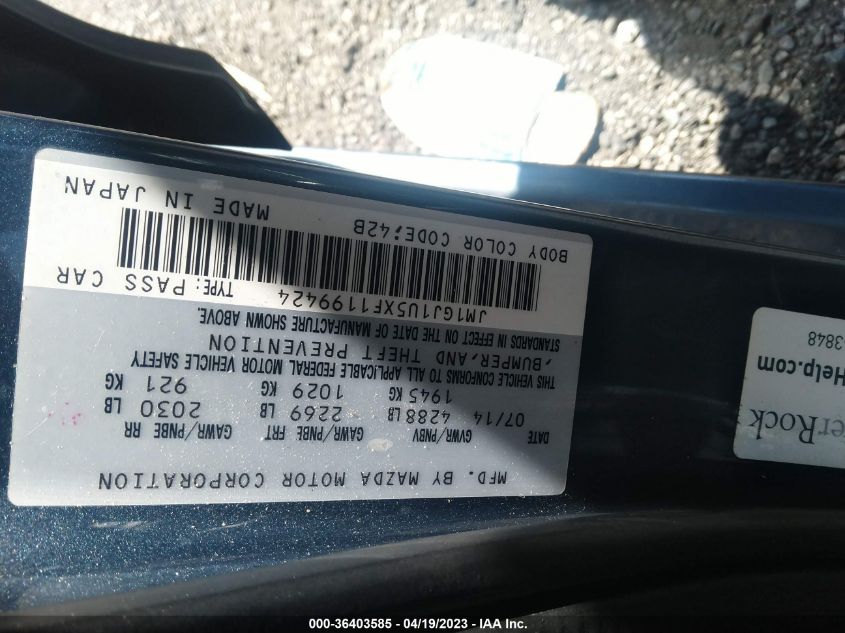 MFD. BY MAZDA MOTOR CORPORATION
DATE GVWR/PNBV GAWR/PNBE FRT GAWR/PNBE RR
07/14 4288 LB 2269 LB 2030 LB
1945 KG 1029 KG 921 KG
THIS VEHICLE CONFORMS TO ALL APPLICABLE FEDERAL MOTOR VEHICLE SAFETY
,BUMPER,AND THEFT PREVENTION
STANDARDS IN EFFECT ON THE DATE OF MANUFACTURE SHOWN ABOVE.
JM1GJ1U5XF1199424 TYPE: PASS CAR
BODY COLOR CODE:42B MADE IN JAPAN
erRock
Help.com
3848
000-36403585 - 04/19/2023 - IAA Inc.